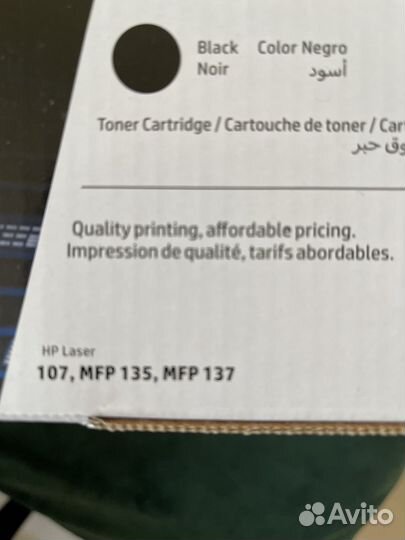 Black Color Negro
Noir أسود
Toner Cartridge / Cartouche de toner /
حبر
Quality printing, affordable pricing.
Impression de qualité, tarifs abordables.
HP Laser
107, MFP 135, MFP 137
Avito